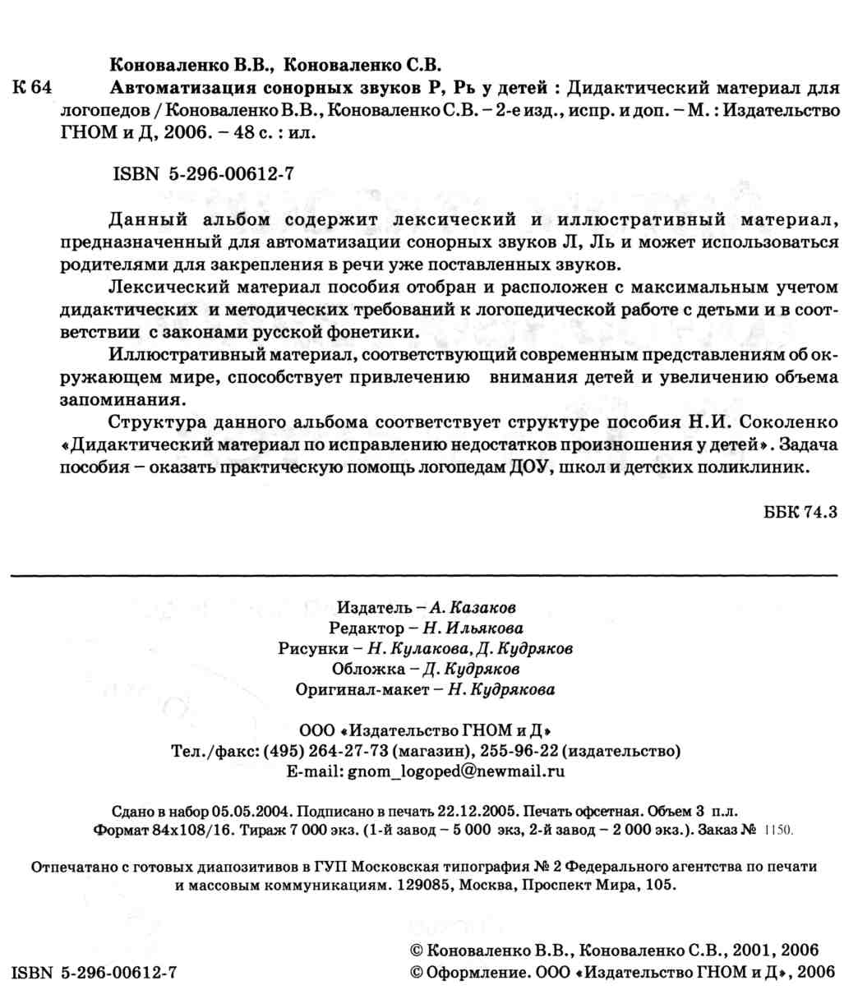 Коноваленко В.В., Коноваленко С.В.
К 64 Автоматизация сонорных звуков Р, Рь у детей : Дидактический материал для
логопедов / Коноваленко В.В., Коноваленко С.В. – 2-е изд., испр. и доп. – М. : Издательство
ГНОМ и Д, 2006. – 48 с. : ил.
ISBN 5-296-00612-7
Данный альбом содержит лексический и иллюстративный материал,
предназначенный для автоматизации сонорных звуков Л, Ль и может использоваться
родителями для закрепления в речи уже поставленных звуков.
Лексический материал пособия отобран и расположен с максимальным учетом
дидактических и методических требований к логопедической работе с детьми и в соот-
ветствии с законами русской фонетики.
Иллюстративный материал, соответствующий современным представлениям об ок-
ружающем мире, способствует привлечению внимания детей и увеличению объема
запоминания.
Структура данного альбома соответствует структуре пособия Н.И. Соколенко
«Дидактический материал по исправлению недостатков произношения у детей». Задача
пособия – оказать практическую помощь логопедам ДОУ, школ и детских поликлиник.
ББК 74.3
Издатель – А. Казаков
Редактор – Н. Ильякова
Рисунки – Н. Кулакова, Д. Кудряков
Обложка – Д. Кудряков
Оригинал-макет – Н. Кудрякова
ООО «Издательство ГНОМ и Д»
Тел./факс: (495) 264-27-73 (магазин), 255-96-22 (издательство)
E-mail: gnom_logoped@newmail.ru
Сдано в набор 05.05.2004. Подписано в печать 22.12.2005. Печать офсетная. Объем 3 п.л.
Формат 84х108/16. Тираж 7 000 экз. (1-й завод – 5 000 экз, 2-й завод – 2 000 экз.). Заказ № 1150.
Отпечатано с готовых диапозитивов в ГУП Московская типография № 2 Федерального агентства по печати
и массовым коммуникациям. 129085, Москва, Проспект Мира, 105.
© Коноваленко В.В., Коноваленко С.В., 2001, 2006
ISBN 5-296-00612-7 © Оформление. ООО «Издательство ГНОМ и Д», 2006